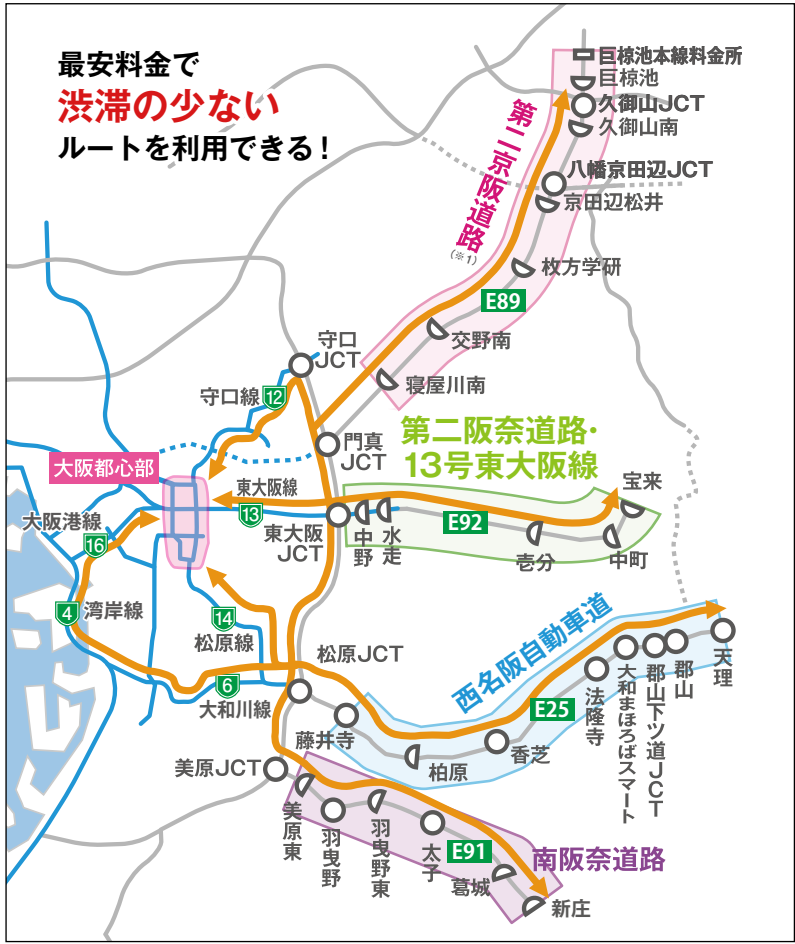 最安料金で
渋滞の少ない
ルートを利用できる！
巨椋池本線料金所
巨椋池
久御山JCT
久御山南
八幡京田辺JCT
京田辺松井
第二京阪道路
(※1)
枚方学研
E89
交野南
寝屋川南
守口
JCT
守口線
12
門真
JCT
大阪都心部
第二阪奈道路・
13号東大阪線
宝来
東大阪線
13
東大阪
JCT
中野
水走
E92
壱分
中町
大阪港線
16
4
湾岸線
14
松原線
松原JCT
6
大和川線
西名阪自動車道
E25
藤井寺
柏原
香芝
法隆寺
大和まほろばスマート
郡山下ツ道JCT
郡山
天理
美原JCT
美原東
羽曳野
羽曳野東
太子
E91
葛城
新庄
南阪奈道路